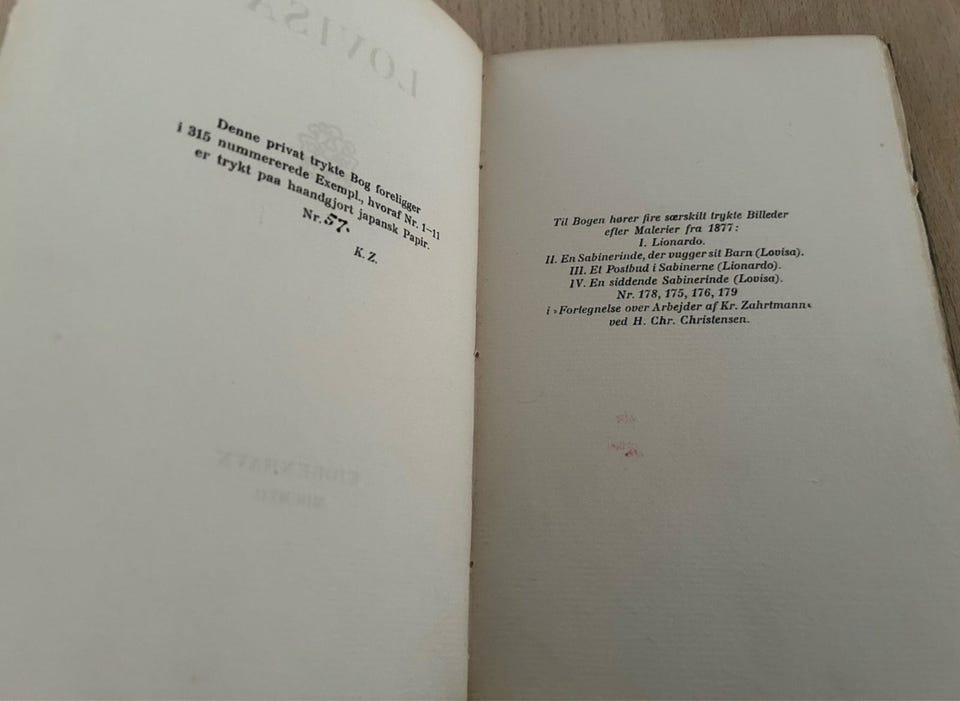 LOVISA
Denne privat trykte Bog foreligger
i 315 nummererede Exempl., hvoraf Nr. 1–11
er trykt paa haandgjort japansk Papir.
Nr. 57.
K. Z.
KJØBENHAVN
Til Bogen hører fire særskilt trykte Billeder
efter Malerier fra 1877:
I. Lionardo.
II. En Sabinerinde, der vugger sit Barn (Lovisa).
III. Et Postbud i Sabinerne (Lionardo).
IV. En siddende Sabinerinde (Lovisa).
Nr. 178, 175, 176, 179
i »Fortegnelse over Arbejder af Kr. Zahrtmann«
ved H. Chr. Christensen.